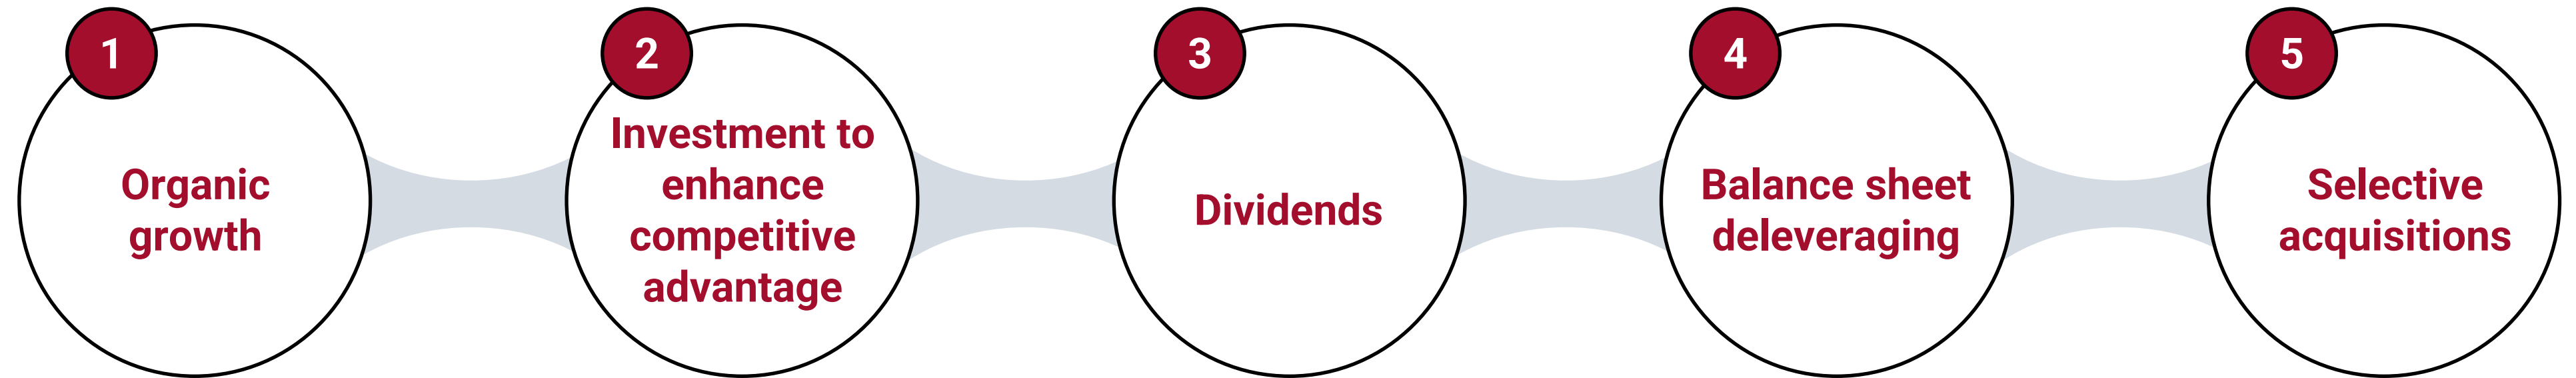 1
Organic
growth
2
Investment to
enhance
competitive
advantage
3
Dividends
4
Balance sheet
deleveraging
5
Selective
acquisitions